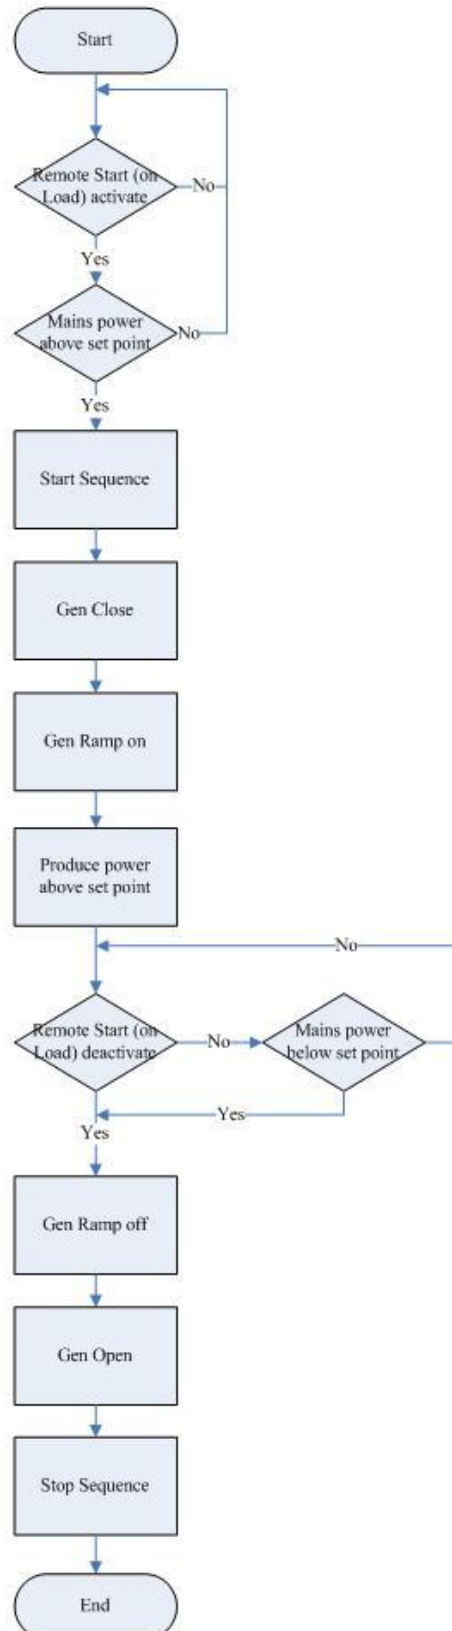 Start
Remote Start (on
Load) activate
No
Yes
Mains power
above set point
No
Yes
Start Sequence
Gen Close
Gen Ramp on
Produce power
above set point
No
Remote Start (on
Load) deactivate
No
Mains power
below set point
Yes
Yes
Gen Ramp off
Gen Open
Stop Sequence
End